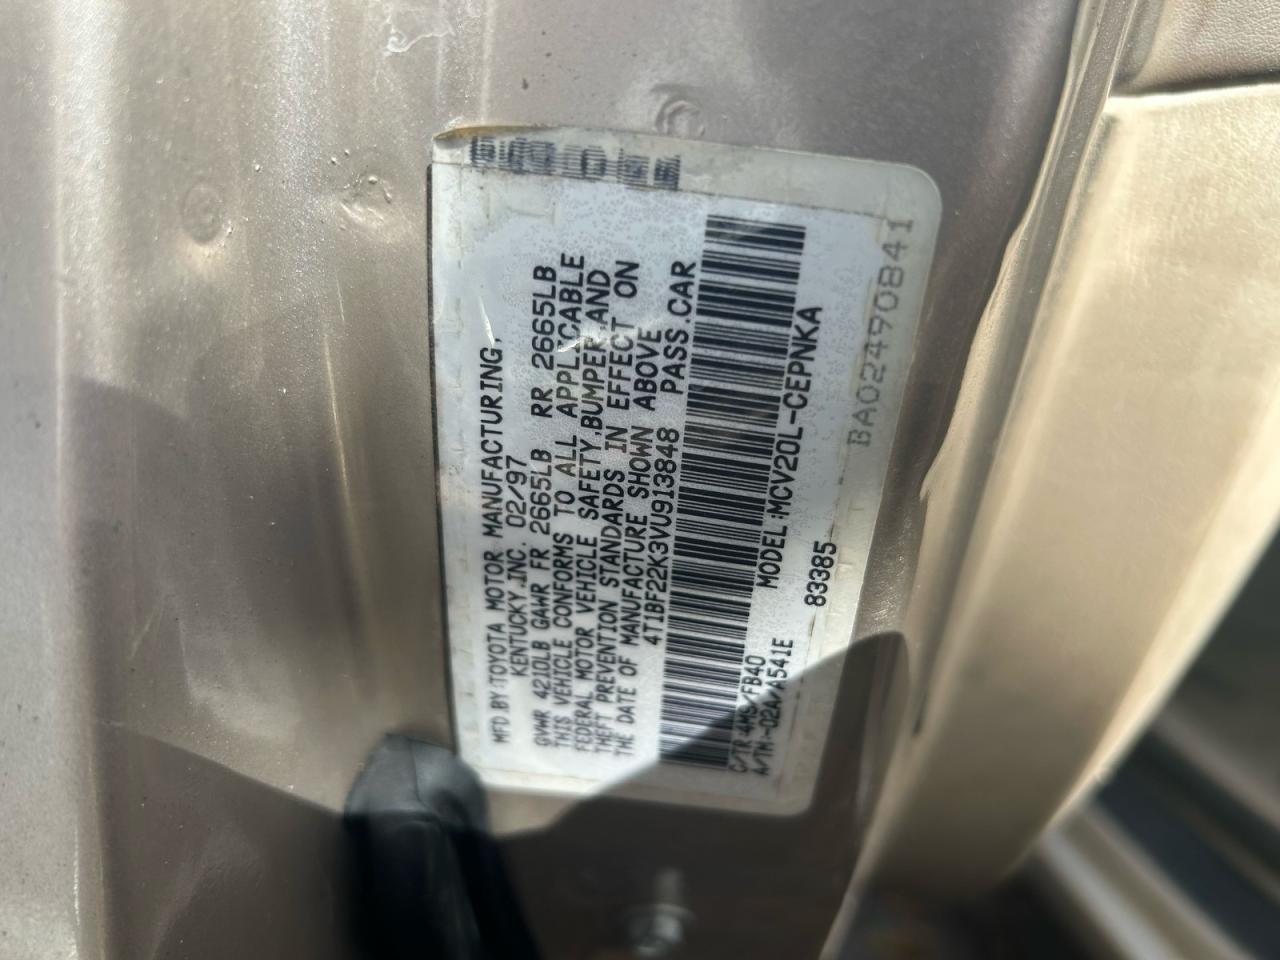 MFD.BY:TOYOTA MOTOR MANUFACTURING
KENTUCKY,INC. 02/97
GVWR 4210LB GAWR FR 2665LB RR 2665LB
THIS VEHICLE CONFORMS TO ALL APPLICABLE
FEDERAL MOTOR VEHICLE SAFETY,BUMPER,AND
THEFT PREVENTION STANDARDS IN EFFECT ON
THE DATE OF MANUFACTURE SHOWN ABOVE
4T1BF22K3VU913848 PASS.CAR
C/TR 4M9/FB40 MODEL:MCV20L-CEPNKA
A/TM-02A/A541E 83385
BA02490841